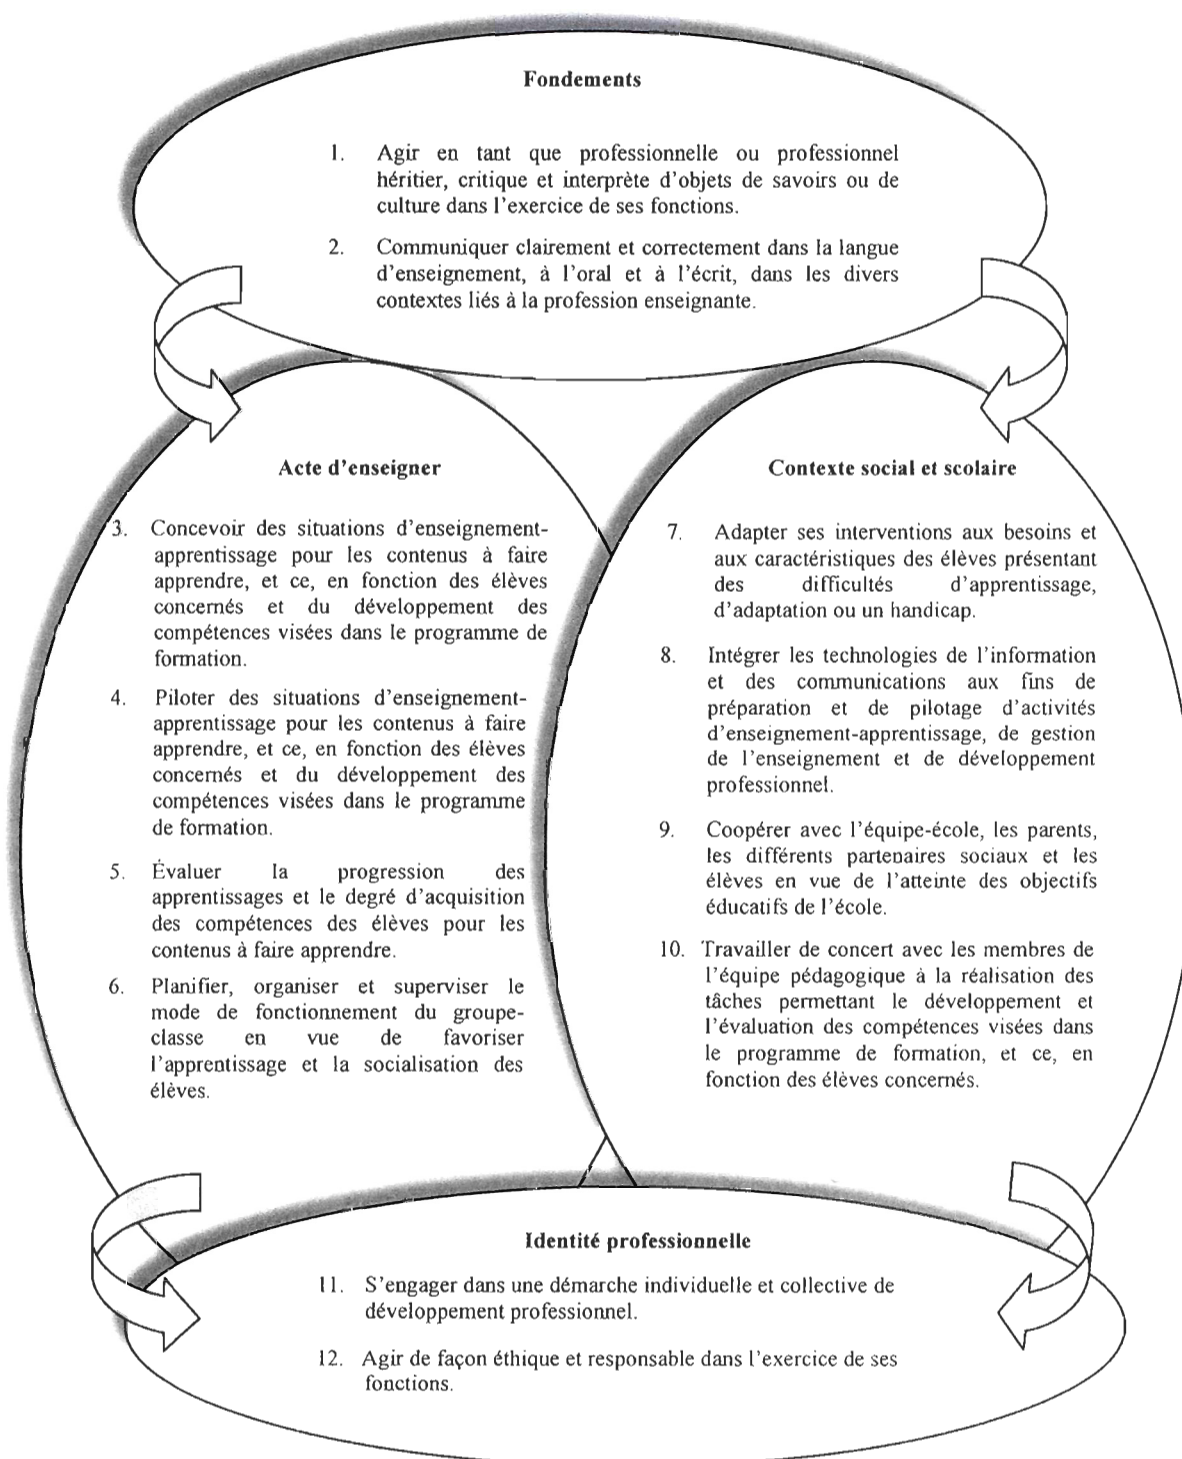 Fondements
1. Agir en tant que professionnelle ou professionnel
héritier, critique et interprète d'objets de savoirs ou de
culture dans l'exercice de ses fonctions.
2. Communiquer clairement et correctement dans la langue
d'enseignement, à l'oral et à l'écrit, dans les divers
contextes liés à la profession enseignante.
Acte d'enseigner
3. Concevoir des situations d'enseignement-
apprentissage pour les contenus à faire
apprendre, et ce, en fonction des élèves
concernés et du développement des
compétences visées dans le programme de
formation.
4. Piloter des situations d'enseignement-
apprentissage pour les contenus à faire
apprendre, et ce, en fonction des élèves
concernés et du développement des
compétences visées dans le programme
de formation.
5. Évaluer la progression des
apprentissages et le degré d'acquisition
des compétences des élèves pour les
contenus à faire apprendre.
6. Planifier, organiser et superviser le
mode de fonctionnement du groupe-
classe en vue de favoriser
l'apprentissage et la socialisation des
élèves.
Contexte social et scolaire
7. Adapter ses interventions aux besoins et
aux caractéristiques des élèves présentant
des difficultés d'apprentissage,
d'adaptation ou un handicap.
8. Intégrer les technologies de l'information
et des communications aux fins de
préparation et de pilotage d'activités
d'enseignement-apprentissage, de gestion
de l'enseignement et de développement
professionnel.
9. Coopérer avec l'équipe-école, les parents,
les différents partenaires sociaux et les
élèves en vue de l'atteinte des objectifs
éducatifs de l'école.
10. Travailler de concert avec les membres de
l'équipe pédagogique à la réalisation des
tâches permettant le développement et
l'évaluation des compétences visées dans
le programme de formation, et ce, en
fonction des élèves concernés.
Identité professionnelle
11. S'engager dans une démarche individuelle et collective de
développement professionnel.
12. Agir de façon éthique et responsable dans l'exercice de ses
fonctions.